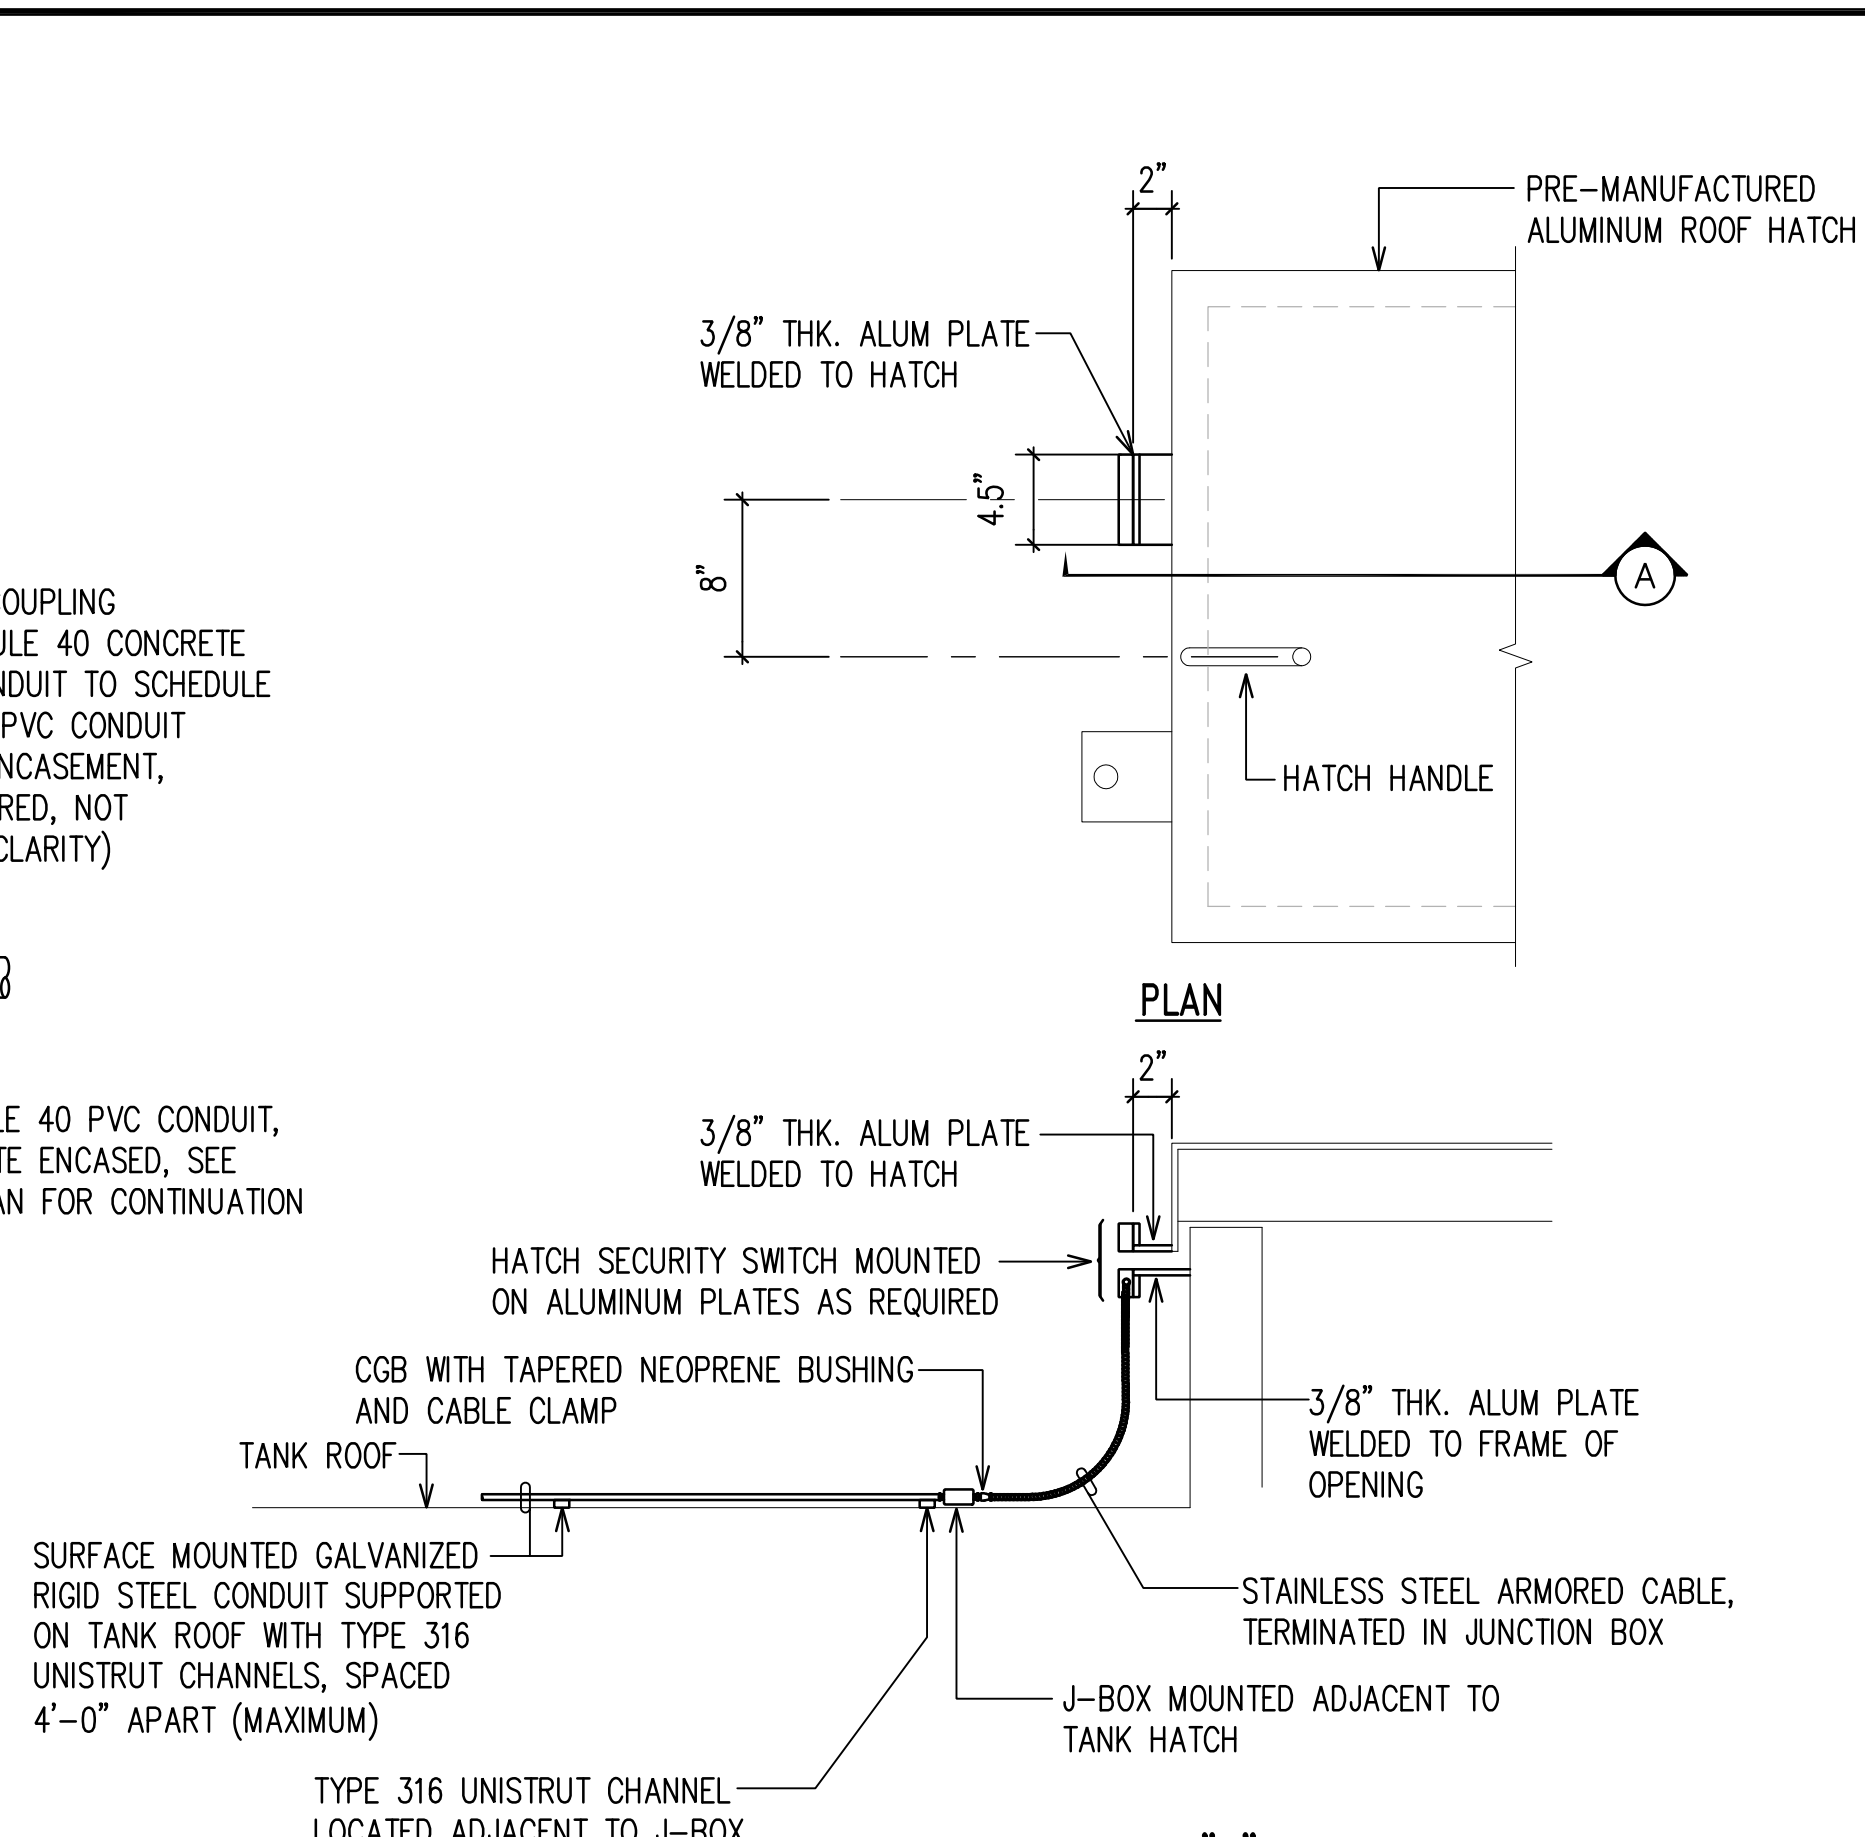 2"
PRE-MANUFACTURED
ALUMINUM ROOF HATCH
3/8" THK. ALUM PLATE
WELDED TO HATCH
4.5"
8"
A
HATCH HANDLE
PLAN
COUPLING
ULE 40 CONCRETE
NDUIT TO SCHEDULE
PVC CONDUIT
NCASEMENT,
RED, NOT
CLARITY)
LE 40 PVC CONDUIT,
TE ENCASED, SEE
AN FOR CONTINUATION
2"
3/8" THK. ALUM PLATE
WELDED TO HATCH
HATCH SECURITY SWITCH MOUNTED
ON ALUMINUM PLATES AS REQUIRED
CGB WITH TAPERED NEOPRENE BUSHING
AND CABLE CLAMP
TANK ROOF
3/8" THK. ALUM PLATE
WELDED TO FRAME OF
OPENING
SURFACE MOUNTED GALVANIZED
RIGID STEEL CONDUIT SUPPORTED
ON TANK ROOF WITH TYPE 316
UNISTRUT CHANNELS, SPACED
4'-0" APART (MAXIMUM)
STAINLESS STEEL ARMORED CABLE,
TERMINATED IN JUNCTION BOX
J-BOX MOUNTED ADJACENT TO
TANK HATCH
TYPE 316 UNISTRUT CHANNEL
LOCATED ADJACENT TO J-BOX